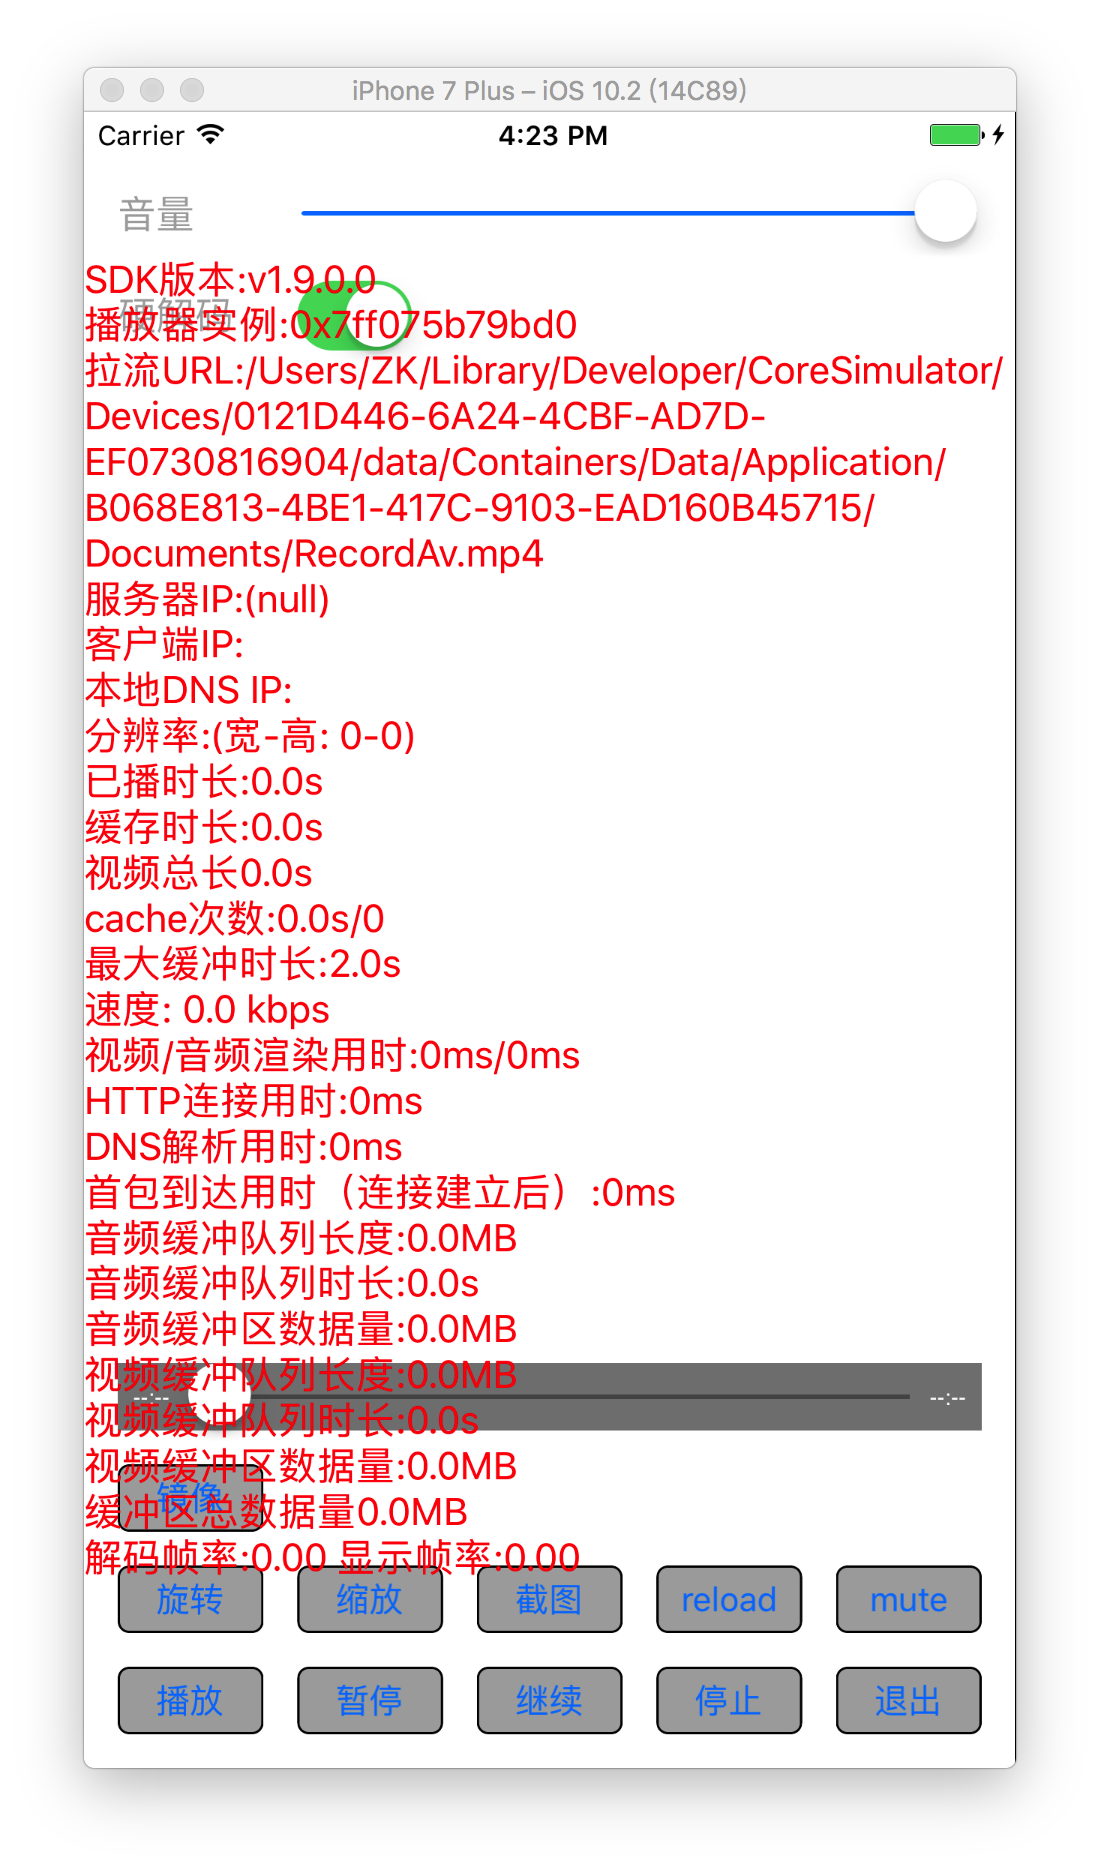 iPhone 7 Plus – iOS 10.2 (14C89)
Carrier 4:23 PM
音量
SDK版本:v1.9.0.0
硬解码
播放器实例:0x7ff075b79bd0
拉流URL:/Users/ZK/Library/Developer/CoreSimulator/
Devices/0121D446-6A24-4CBF-AD7D-
EF0730816904/data/Containers/Data/Application/
B068E813-4BE1-417C-9103-EAD160B45715/
Documents/RecordAv.mp4
服务器IP:(null)
客户端IP:
本地DNS IP:
分辨率:(宽-高: 0-0)
已播时长:0.0s
缓存时长:0.0s
视频总长0.0s
cache次数:0.0s/0
最大缓冲时长:2.0s
速度: 0.0 kbps
视频/音频渲染用时:0ms/0ms
HTTP连接用时:0ms
DNS解析用时:0ms
首包到达用时（连接建立后）:0ms
音频缓冲队列长度:0.0MB
音频缓冲队列时长:0.0s
音频缓冲区数据量:0.0MB
视频缓冲队列长度:0.0MB
--:-- --:--
视频缓冲队列时长:0.0s
视频缓冲区数据量:0.0MB
镜像
缓冲区总数据量0.0MB
解码帧率:0.00 显示帧率:0.00
旋转 缩放 截图 reload mute
播放 暂停 继续 停止 退出